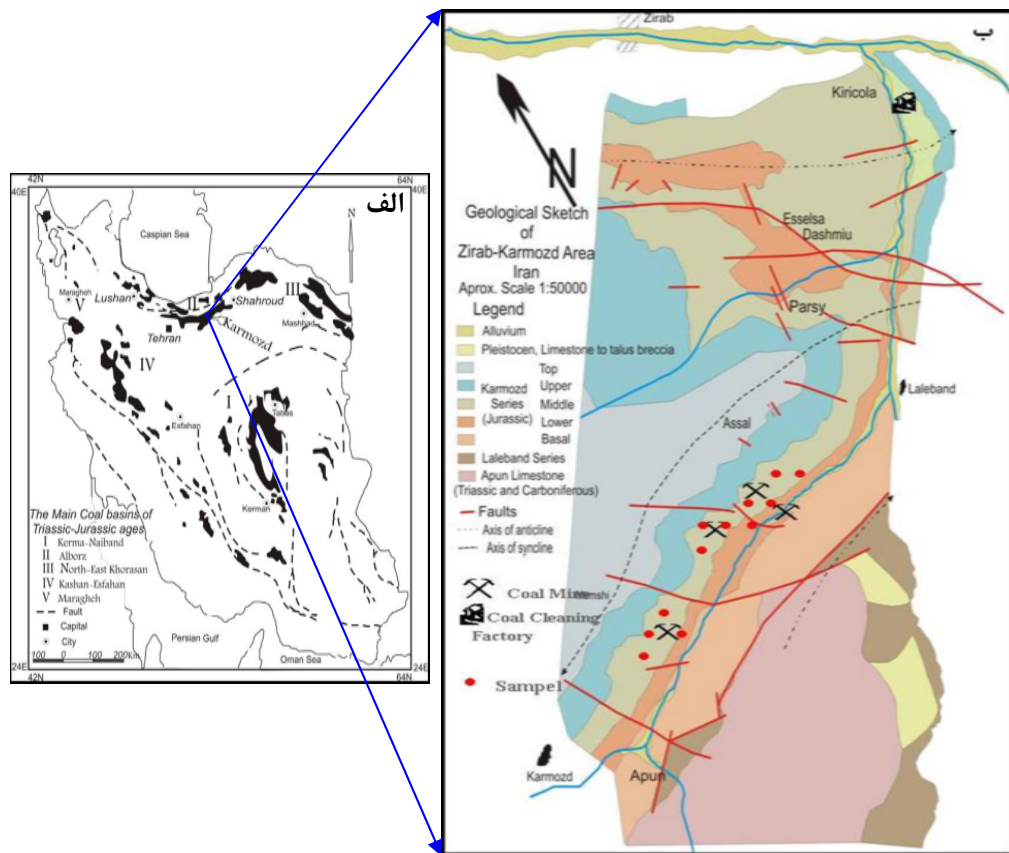 الف
42N
64N
40E
40E
N
Caspian Sea
Maragheh
Lushan
II
Shahroud
III
V
Mashhad
Tehran
Karmozd
IV
I
Tabas
Esfahan
Kerman
The Main Coal basins of
Triassic-Jurassic ages
I Kerma-Naiband
II Alborz
III North-East Khorasan
IV Kashan-Esfahan
V Maragheh
Fault
Capital
City
Persian Gulf
Oman Sea
100 0 100 200Km
24E
24E
42N
64N
ب
Zirab
Kiricola
N
Geological Sketch
of
Zirab-Karmozd Area
Iran
Aprox. Scale 1:50000
Legend
Alluvium
Pleistocen, Limestone to talus breccia
Top
Karmozd Upper
Series Middle
(Jurassic) Lower
Basal
Laleband Series
Apun Limestone
(Triassic and Carboniferous)
Faults
Axis of anticline
Axis of syncline
Coal Mine
Coal Cleaning
Factory
Sampel
Esselsa
Dashmiu
Parsy
Laleband
Assal
Karmozd
Apun